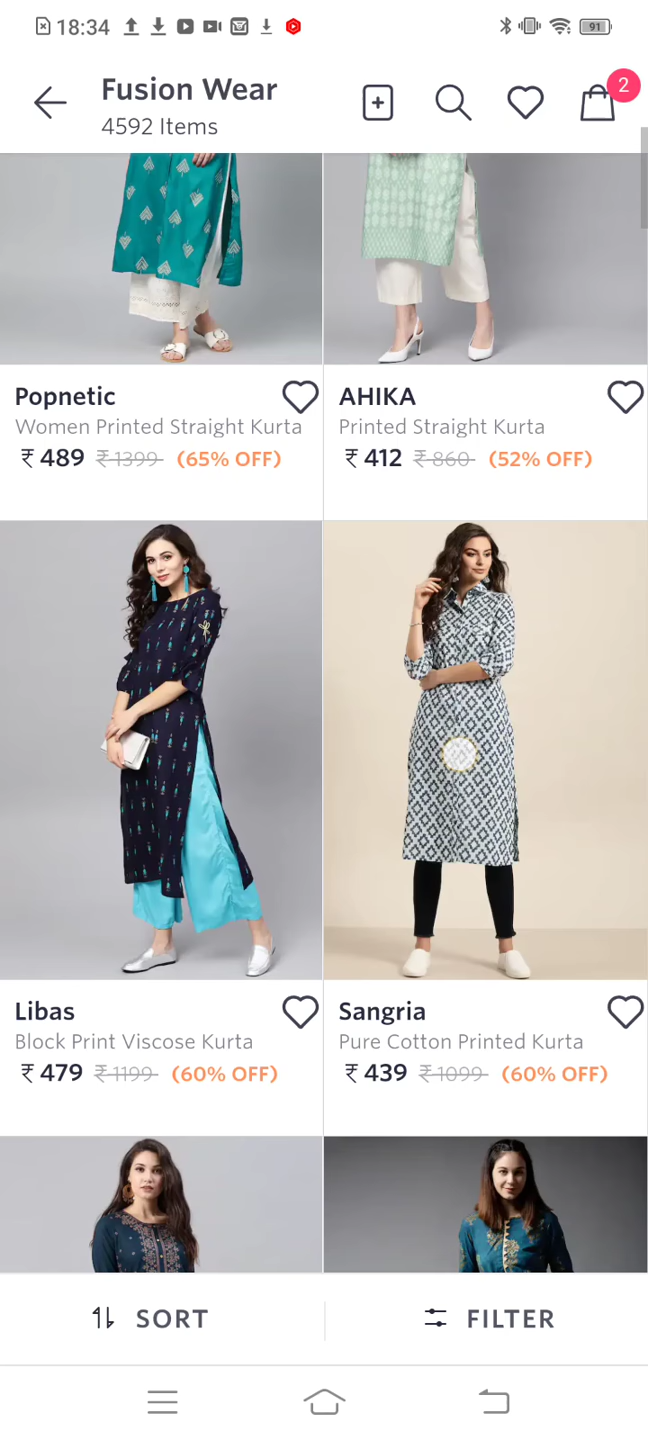 18:34
91
Fusion Wear
4592 Items
2
Popnetic
Women Printed Straight Kurta
₹ 489 ₹ 1399 (65% OFF)
AHIKA
Printed Straight Kurta
₹ 412 ₹ 860 (52% OFF)
Libas
Block Print Viscose Kurta
₹ 479 ₹ 1199 (60% OFF)
Sangria
Pure Cotton Printed Kurta
₹ 439 ₹ 1099 (60% OFF)
SORT
FILTER